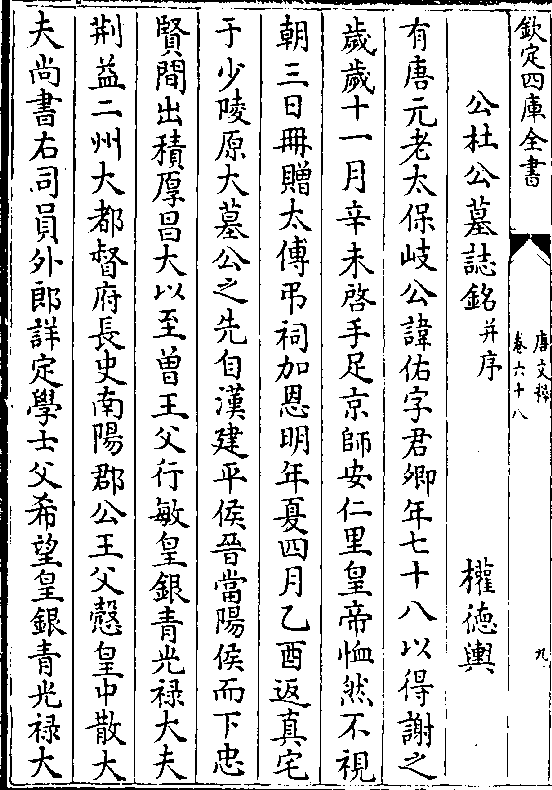 欽定四庫全書
唐文粹
卷六十八
九
公杜公墓誌銘并序
權德輿
有唐元老太保岐公諱佑字君卿年七十八以得謝之
歲歲十一月辛未啓手足京師安仁里皇帝恤然不視
朝三日冊贈太傅弔祠加恩明年夏四月乙酉返真宅
于少陵原大墓公之先自漢建平侯晉當陽侯而下忠
賢間出積厚昌大以至曽王父行敏皇銀青光禄大夫
荆益二州大都督府長史南陽郡公王父慤皇中散大
夫尚書右司員外郎詳定學士父希望皇銀青光禄大